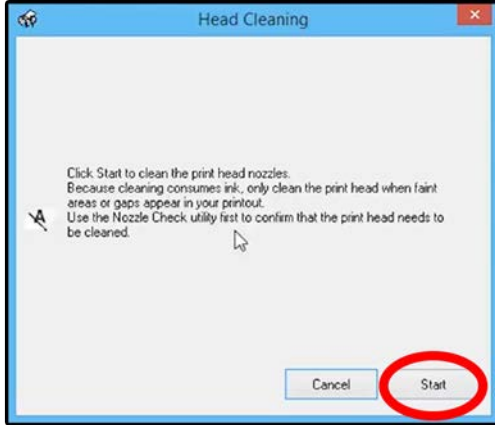 Head Cleaning
Click Start to clean the print head nozzles.
Because cleaning consumes ink, only clean the print head when faint
areas or gaps appear in your printout.
Use the Nozzle Check utility first to confirm that the print head needs to
be cleaned.
Cancel
Start